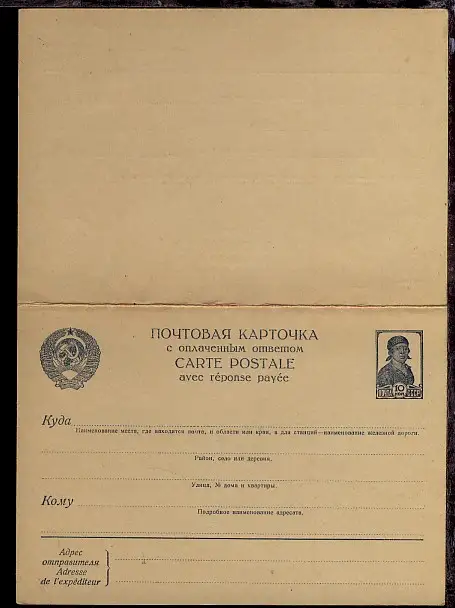 ПОЧТОВАЯ КАРТОЧКА
с оплаченным ответом
CARTE POSTALE
avec réponse payée
10
КОП.
Куда
Наименование места, где находится почта, и области или края, а для станций—наименование железной дороги.
Район, село или деревня.
Улица, № дома и квартиры.
Кому
Подробное наименование адресата.
Адрес
отправителя
Adresse
de l'expéditeur